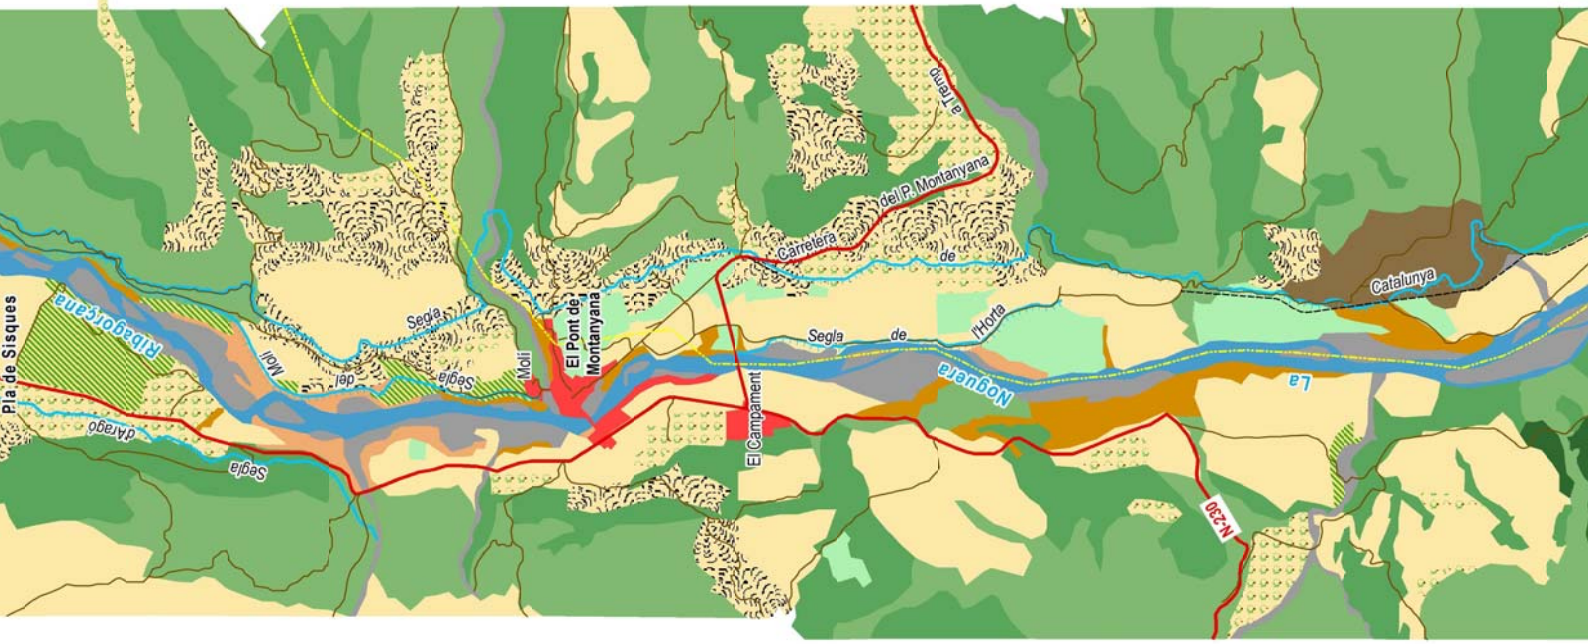 a Tremp
Carretera del P. Montanyana
Segla de Catalunya
Segla de l'Horta
El Pont de
Montanyana
Molí
Segla del Molí
Pla de Sisques
La Noguera Ribagorçana
Segla d'Aragó
El Campament
N-230